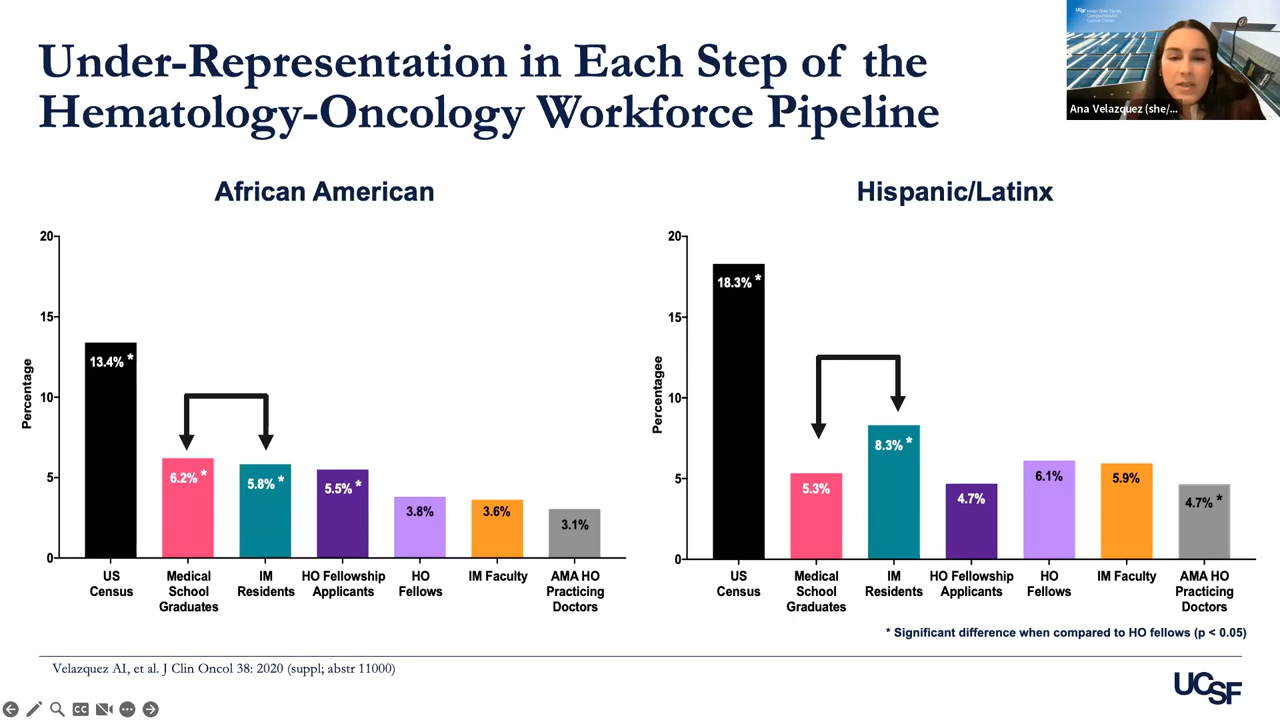 Under-Representation in Each Step of the
Hematology-Oncology Workforce Pipeline
UCSF
Ana Velazquez (she/...
African American
Percentage
20
15
10
5
0
13.4% *
6.2% *
5.8% *
5.5% *
3.8%
3.6%
3.1%
US
Census
Medical
School
Graduates
IM
Residents
HO Fellowship
Applicants
HO
Fellows
IM Faculty
AMA HO
Practicing
Doctors
Hispanic/Latinx
Percentagee
20
15
10
5
0
18.3% *
5.3%
8.3% *
4.7%
6.1%
5.9%
4.7% *
US
Census
Medical
School
Graduates
IM
Residents
HO Fellowship
Applicants
HO
Fellows
IM Faculty
AMA HO
Practicing
Doctors
* Significant difference when compared to HO fellows (p < 0.05)
Velazquez AI, et al. J Clin Oncol 38: 2020 (suppl; abstr 11000)
CC
UCSF